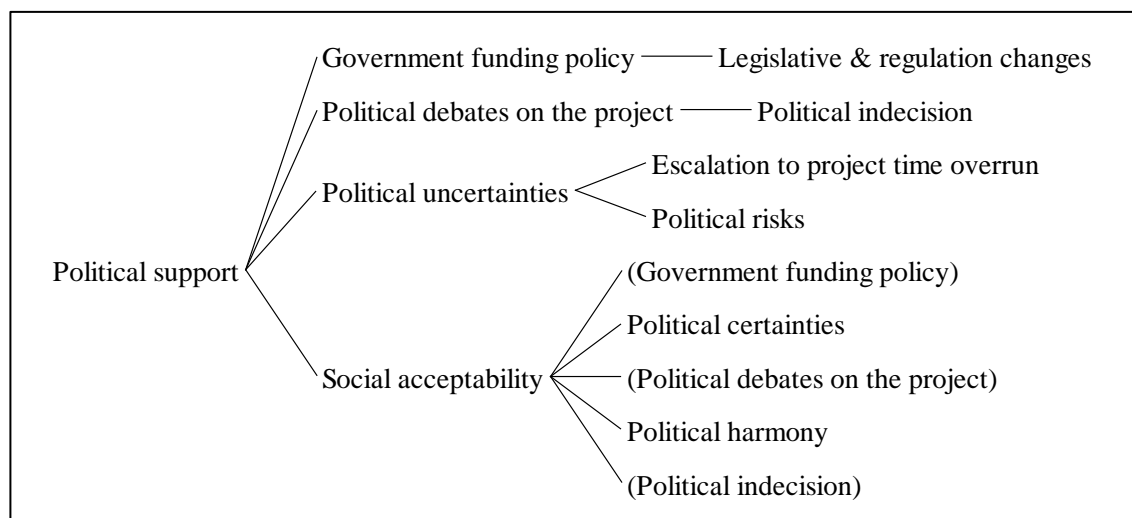 Government funding policy
Legislative & regulation changes
Political debates on the project
Political indecision
Escalation to project time overrun
Political uncertainties
Political risks
Political support
(Government funding policy)
Political certainties
Social acceptability
(Political debates on the project)
Political harmony
(Political indecision)